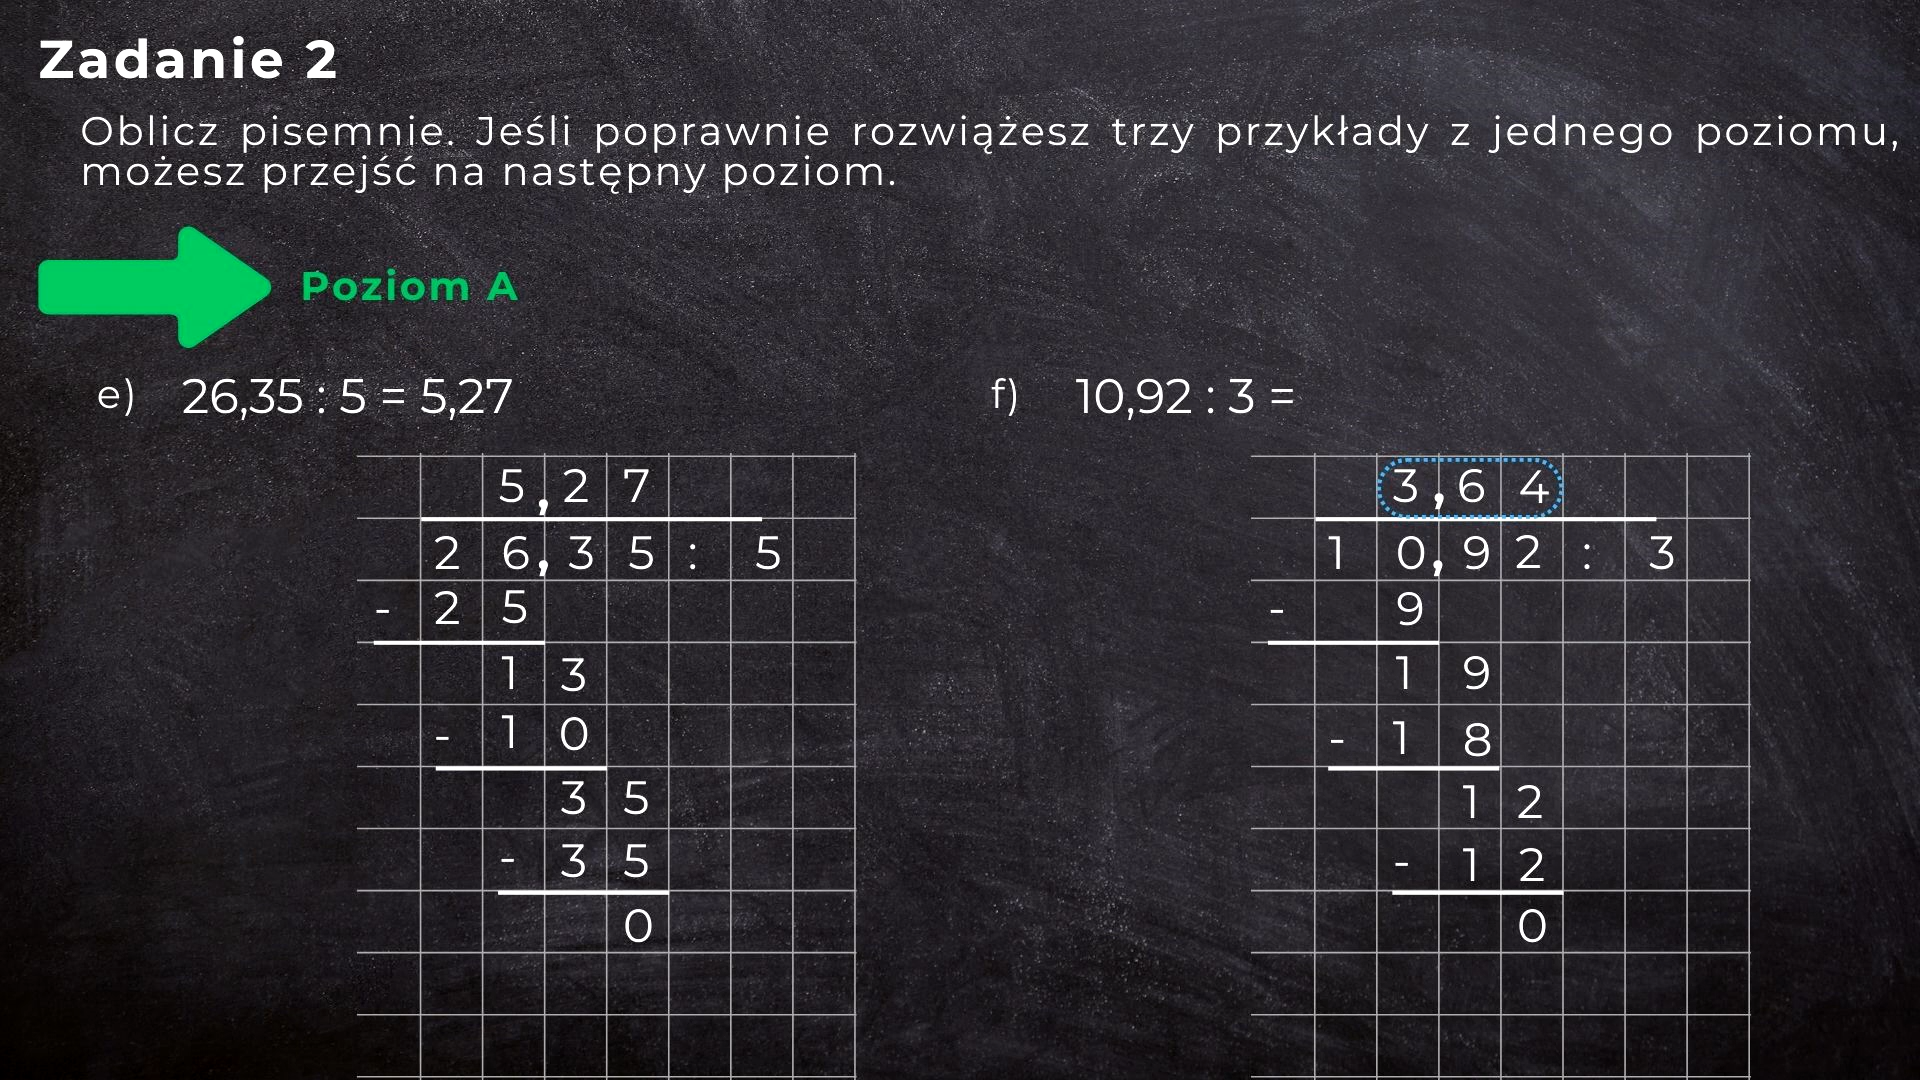 Zadanie 2
Oblicz pisemnie. Jeśli poprawnie rozwiążesz trzy przykłady z jednego poziomu,
możesz przejść na następny poziom.
Poziom A
e) 26,35 : 5 = 5,27
5,27
26,35 : 5
- 25
13
- 10
35
- 35
0
f) 10,92 : 3 =
3,64
10,92 : 3
- 9
19
- 18
12
- 12
0